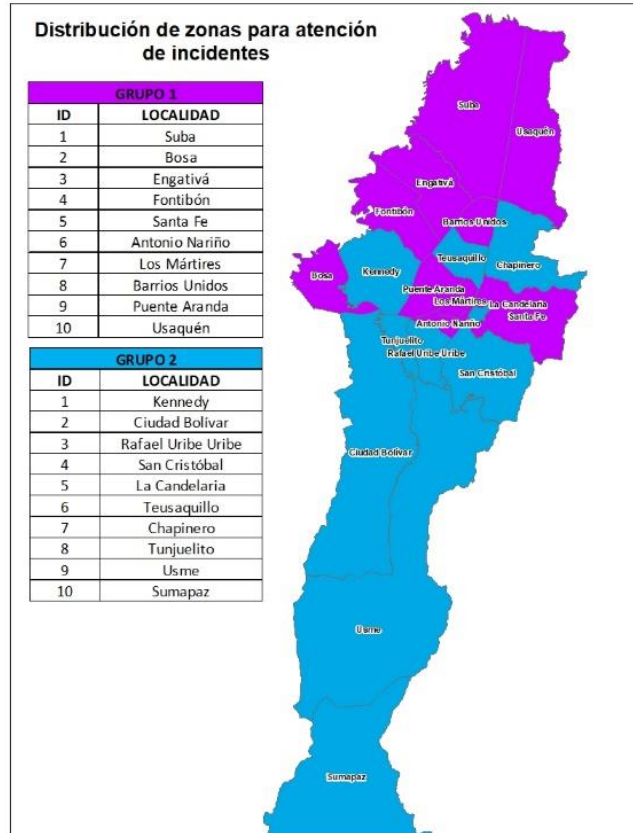 Distribución de zonas para atención
de incidentes
GRUPO 1
ID LOCALIDAD
1 Suba
2 Bosa
3 Engativá
4 Fontibón
5 Santa Fe
6 Antonio Nariño
7 Los Mártires
8 Barrios Unidos
9 Puente Aranda
10 Usaquén
GRUPO 2
ID LOCALIDAD
1 Kennedy
2 Ciudad Bolívar
3 Rafael Uribe Uribe
4 San Cristóbal
5 La Candelaria
6 Teusaquillo
7 Chapinero
8 Tunjuelito
9 Usme
10 Sumapaz
Suba
Usaquén
Engativá
Fontibón
Barrios Unidos
Teusaquillo
Chapinero
Bosa
Kennedy
Puente Aranda
Los Mártires
La Candelaria
Santa Fe
Antonio Nariño
Tunjuelito
Rafael Uribe Uribe
San Cristóbal
Ciudad Bolívar
Usme
Sumapaz